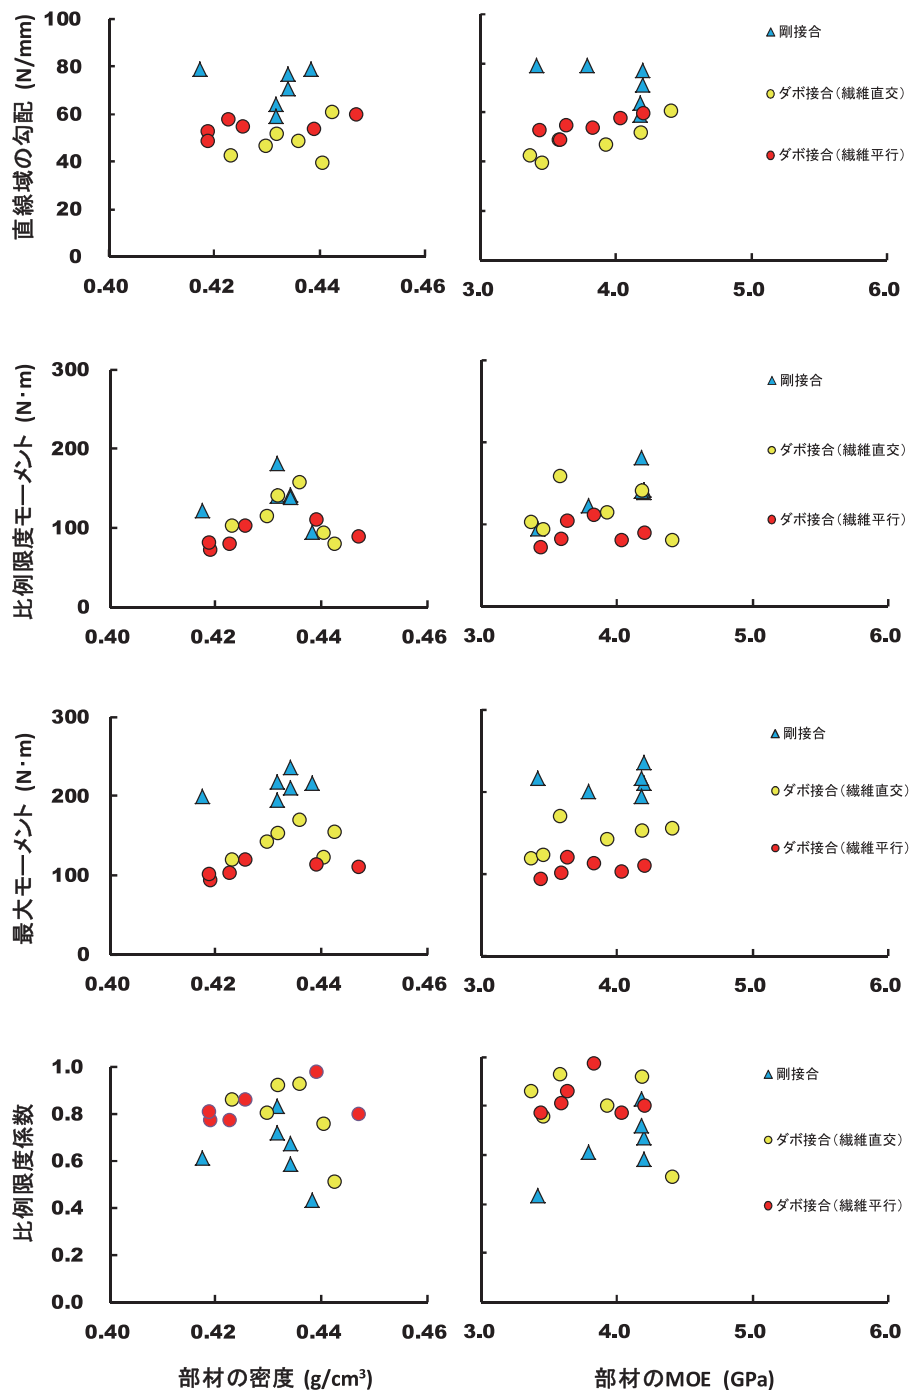 直線域の勾配 (N/mm)
100
80
60
40
20
0
0.40 0.42 0.44 0.46
3.0 4.0 5.0 6.0
剛接合
ダボ接合(繊維直交)
ダボ接合(繊維平行)
比例限度モーメント (N･m)
300
200
100
0
0.40 0.42 0.44 0.46
3.0 4.0 5.0 6.0
剛接合
ダボ接合(繊維直交)
ダボ接合(繊維平行)
最大モーメント (N･m)
300
200
100
0
0.40 0.42 0.44 0.46
3.0 4.0 5.0 6.0
剛接合
ダボ接合(繊維直交)
ダボ接合(繊維平行)
比例限度係数
1.0
0.8
0.6
0.4
0.2
0.0
0.40 0.42 0.44 0.46
3.0 4.0 5.0 6.0
剛接合
ダボ接合(繊維直交)
ダボ接合(繊維平行)
部材の密度 (g/cm³)
部材のMOE (GPa)